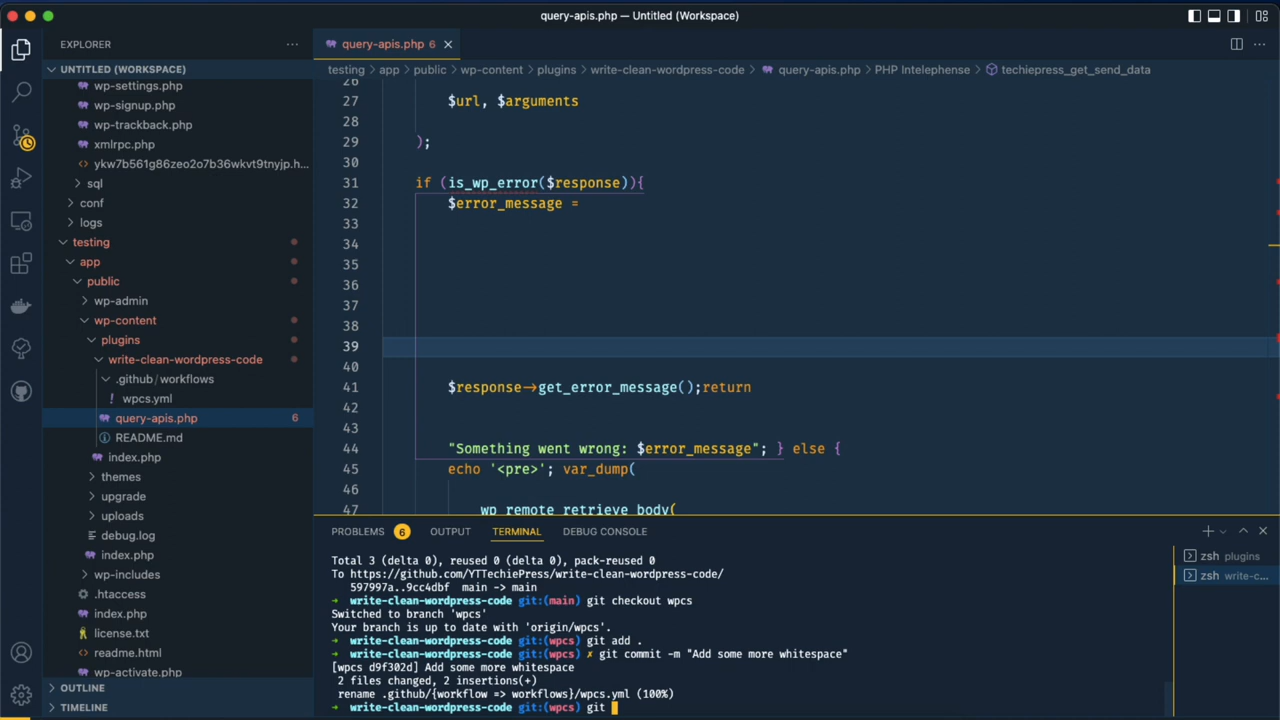 query-apis.php — Untitled (Workspace)
EXPLORER
UNTITLED (WORKSPACE)
wp-settings.php
wp-signup.php
wp-trackback.php
xmlrpc.php
ykw7b561g86zeo2o7b36wkvt9tnyjp.h...
sql
conf
logs
testing
app
public
wp-admin
wp-content
plugins
write-clean-wordpress-code
.github/workflows
! wpcs.yml
query-apis.php 6
README.md
index.php
themes
upgrade
uploads
debug.log
index.php
wp-includes
.htaccess
index.php
license.txt
readme.html
wp-activate.php
OUTLINE
TIMELINE
query-apis.php 6
testing > app > public > wp-content > plugins > write-clean-wordpress-code > query-apis.php > PHP Intelephense > techiepress_get_send_data
26
27 $url, $arguments
28
29 );
30
31 if (is_wp_error($response)){
32 $error_message =
33
34
35
36
37
38
39
40
41 $response->get_error_message();return
42
43
44 "Something went wrong: $error_message"; } else {
45 echo '<pre>'; var_dump(
46
47 wp_remote_retrieve_body(
PROBLEMS 6 OUTPUT TERMINAL DEBUG CONSOLE
Total 3 (delta 0), reused 0 (delta 0), pack-reused 0
To https://github.com/YTTechiePress/write-clean-wordpress-code/
597997a..9cc4dbf main -> main
➜ write-clean-wordpress-code git:(main) git checkout wpcs
Switched to branch 'wpcs'
Your branch is up to date with 'origin/wpcs'.
➜ write-clean-wordpress-code git:(wpcs) git add .
➜ write-clean-wordpress-code git:(wpcs) ✗ git commit -m "Add some more whitespace"
[wpcs d9f302d] Add some more whitespace
2 files changed, 2 insertions(+)
rename .github/{workflow => workflows}/wpcs.yml (100%)
➜ write-clean-wordpress-code git:(wpcs) git
zsh plugins
zsh write-c...